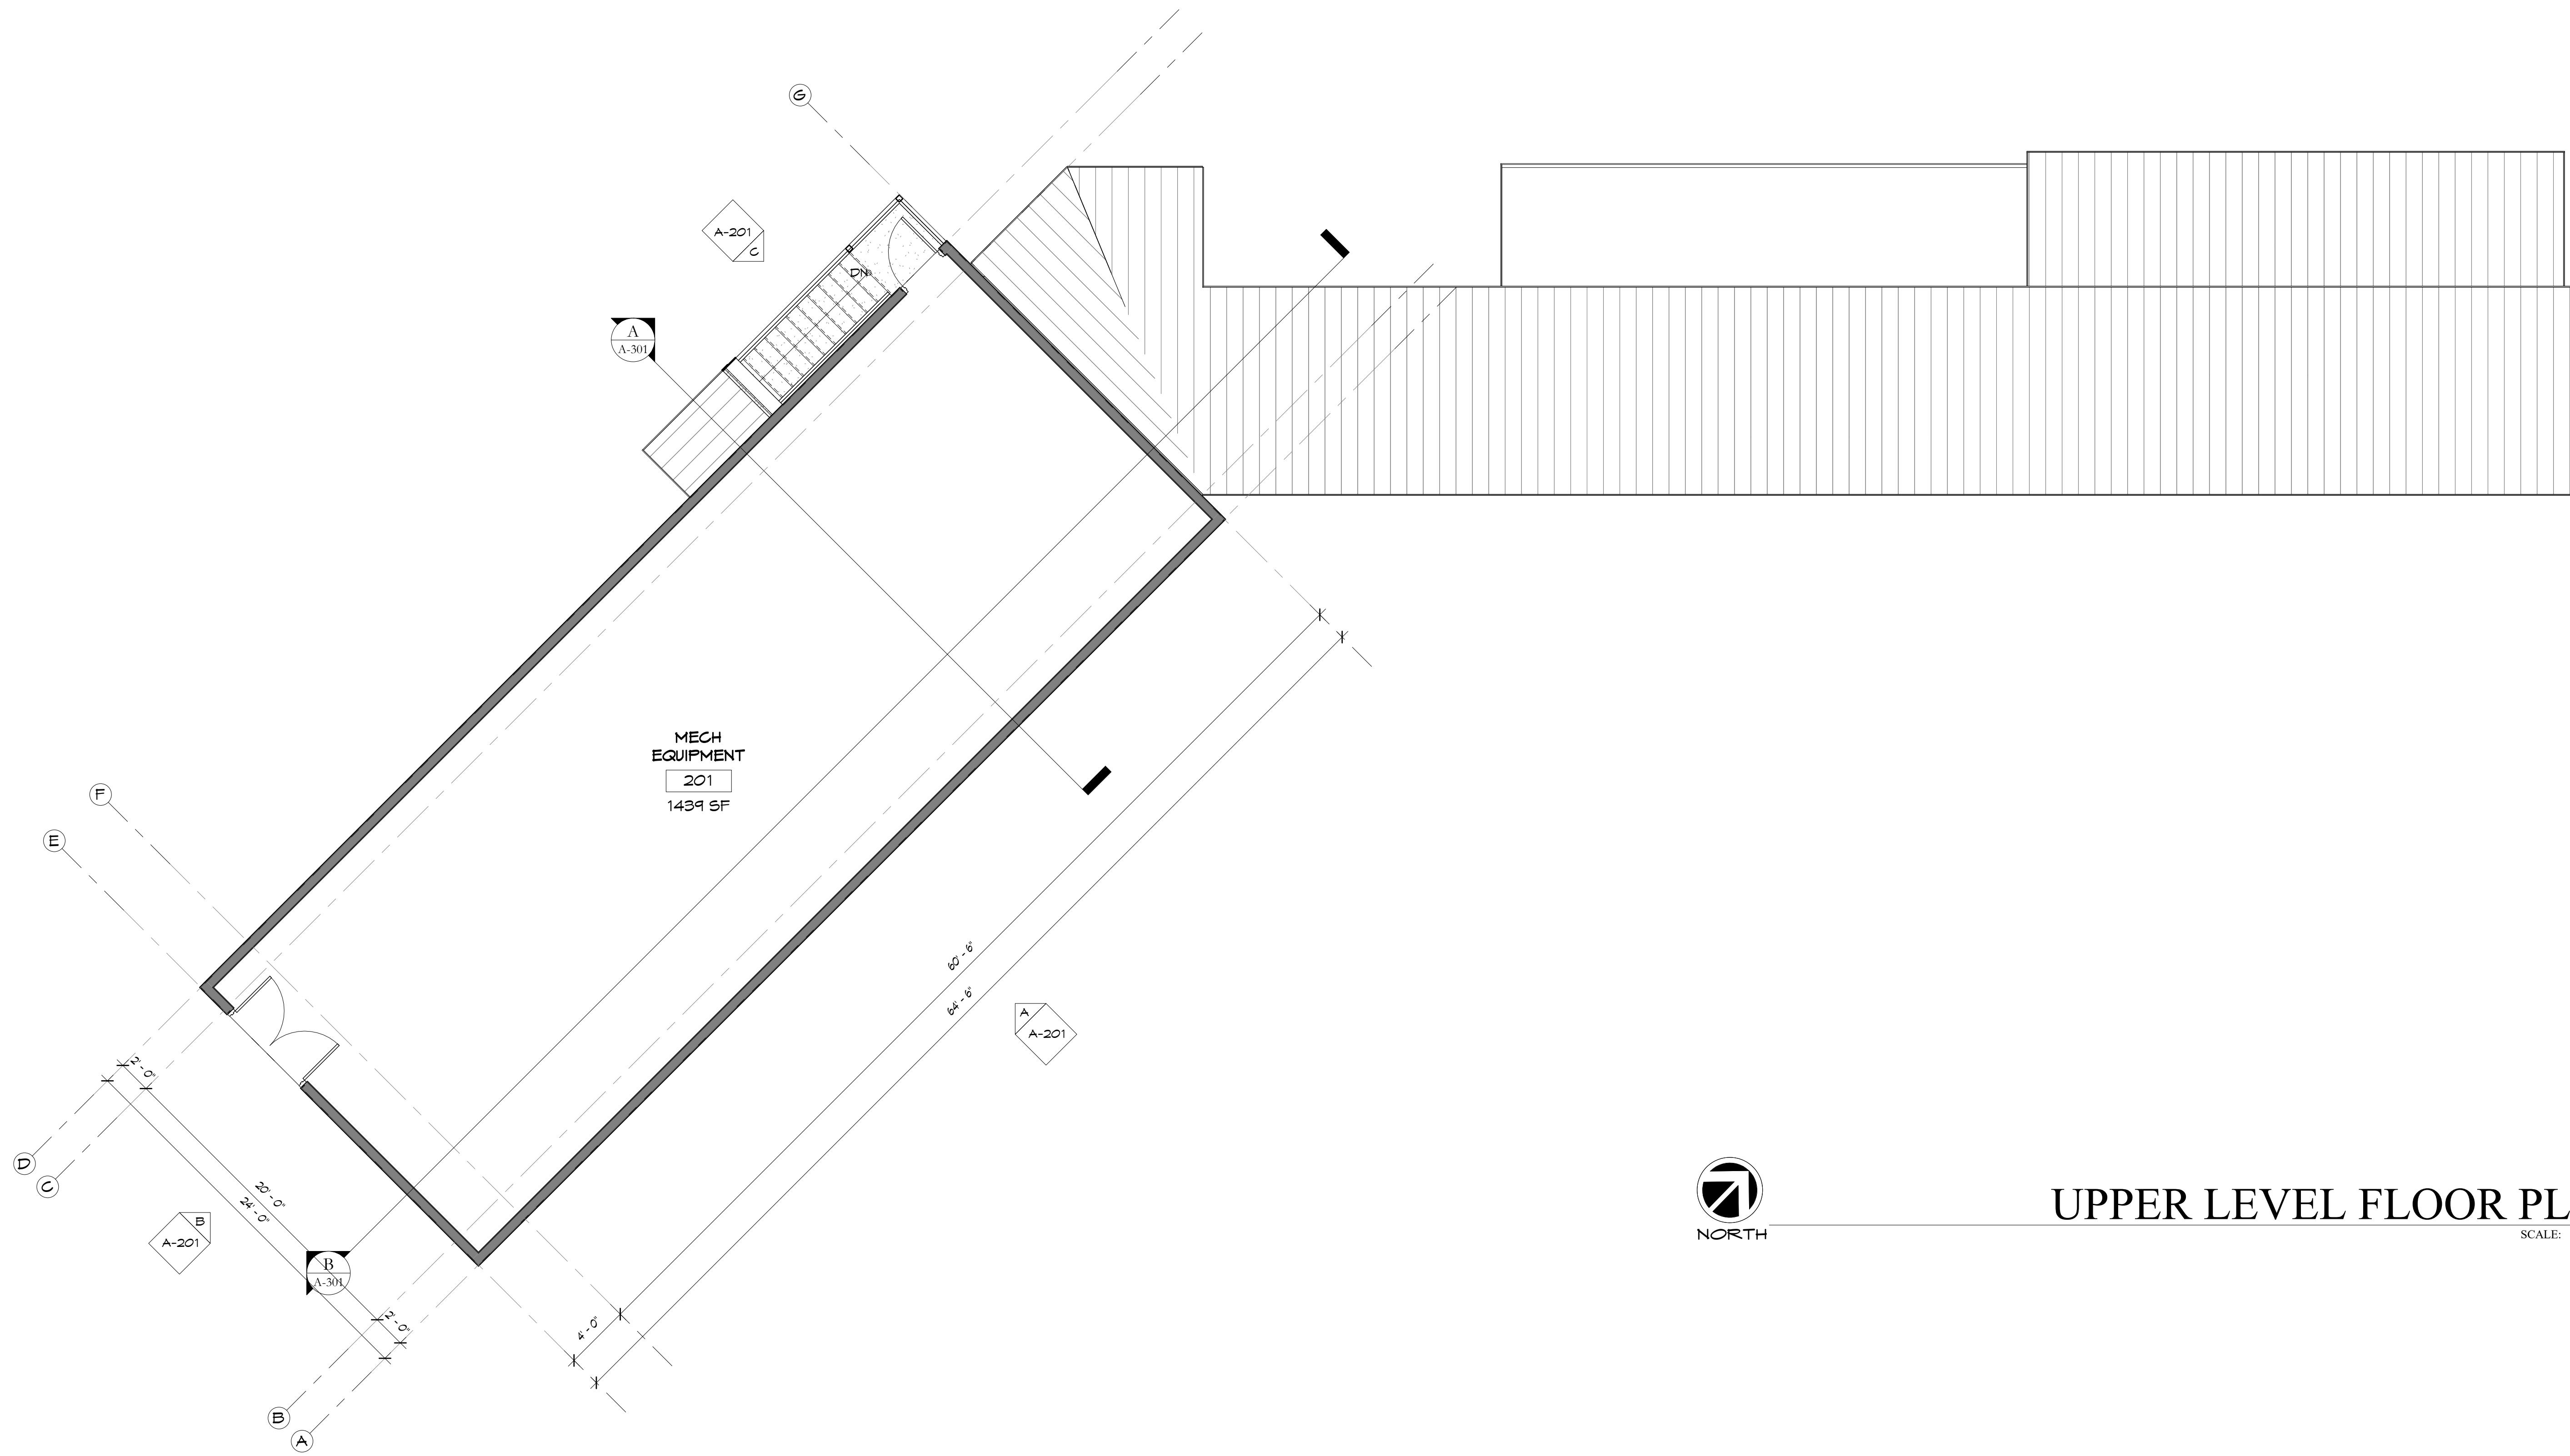 G
A-201
C
DN
A
A-301
MECH
EQUIPMENT
201
1439 SF
F
E
60' - 6"
64' - 6"
A
A-201
2' - 0"
D
C
20' - 0"
24' - 0"
B
A-201
B
A-301
2' - 0"
4' - 0"
B
A
NORTH
UPPER LEVEL FLOOR PL
SCALE: